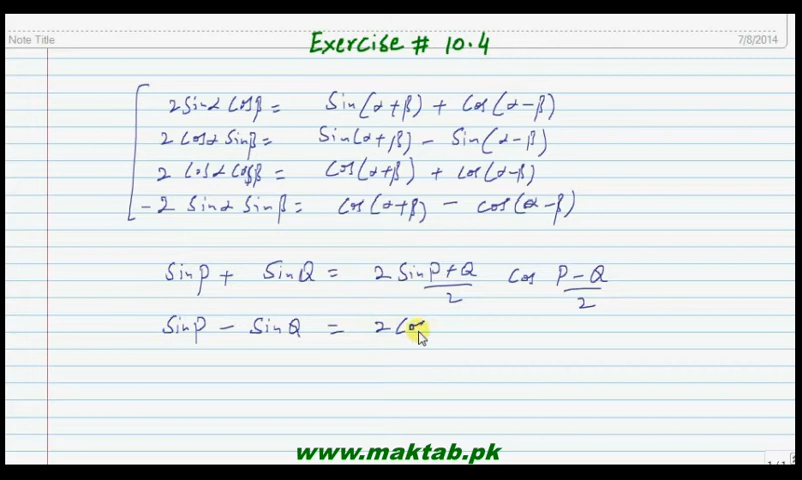 Note Title
7/8/2014
Exercise # 10.4
2 Sinα Cosβ = Sin(α+β) + Cos(α-β)
2 Cosα Sinβ = Sin(α+β) - Sin(α-β)
2 Cosα Cosβ = Cos(α+β) + Cos(α-β)
-2 Sinα Sinβ = Cos(α+β) - Cos(α-β)
SinP + SinQ = 2 Sin P+Q/2 Cos P-Q/2
SinP - SinQ = 2 Cos
www.maktab.pk